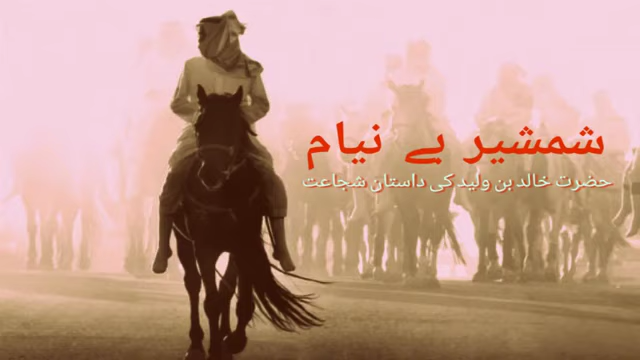 شمشیر بے نیام
حضرت خالد بن ولید کی داستان شجاعت